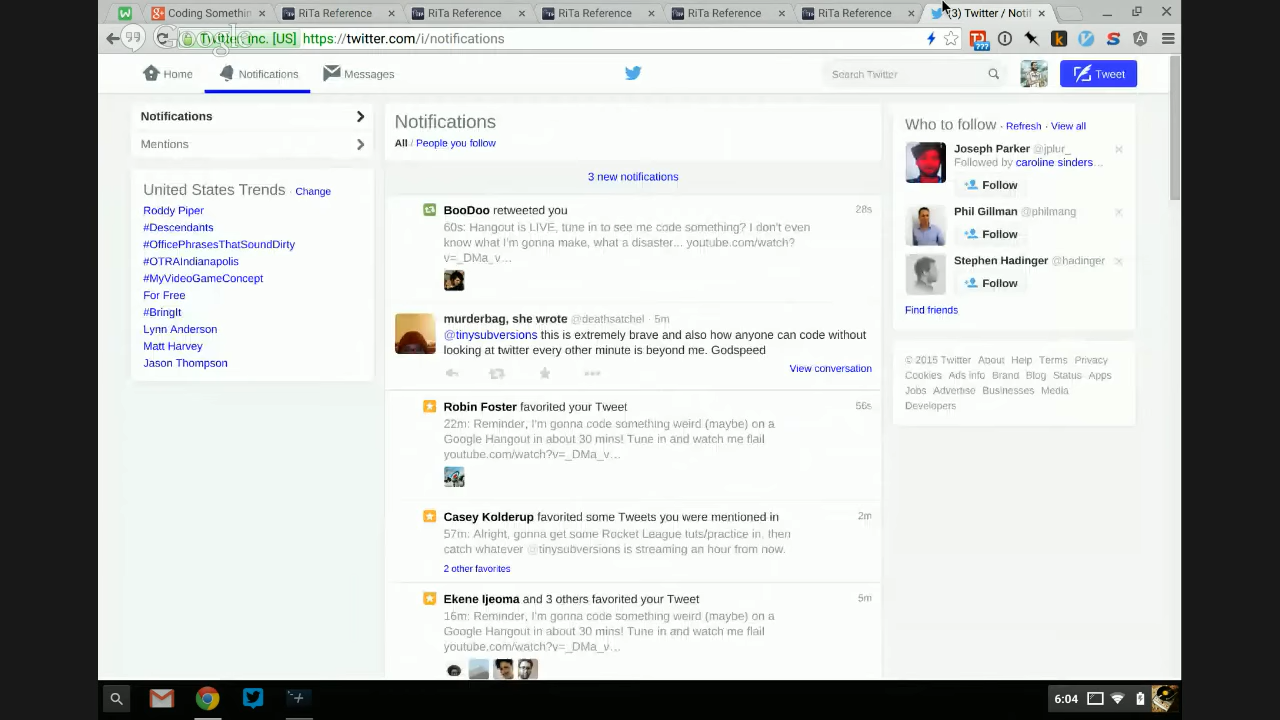 Coding Somethin
RiTa Reference
RiTa Reference
RiTa Reference
RiTa Reference
RiTa Reference
(3) Twitter / Notif
Google
Twitter, Inc. [US]
https://twitter.com/i/notifications
???
Home
Notifications
Messages
Search Twitter
Tweet
Notifications
Mentions
United States Trends · Change
Roddy Piper
#Descendants
#OfficePhrasesThatSoundDirty
#OTRAIndianapolis
#MyVideoGameConcept
For Free
#BringIt
Lynn Anderson
Matt Harvey
Jason Thompson
Notifications
All / People you follow
3 new notifications
BooDoo retweeted you
28s
60s: Hangout is LIVE, tune in to see me code something? I don't even
know what I'm gonna make, what a disaster... youtube.com/watch?
v=_DMa_v…
murderbag, she wrote @deathsatchel · 5m
@tinysubversions this is extremely brave and also how anyone can code without
looking at twitter every other minute is beyond me. Godspeed
View conversation
Robin Foster favorited your Tweet
56s
22m: Reminder, I'm gonna code something weird (maybe) on a
Google Hangout in about 30 mins! Tune in and watch me flail
youtube.com/watch?v=_DMa_v…
Casey Kolderup favorited some Tweets you were mentioned in
2m
57m: Alright, gonna get some Rocket League tuts/practice in, then
catch whatever @tinysubversions is streaming an hour from now.
2 other favorites
Ekene Ijeoma and 3 others favorited your Tweet
5m
16m: Reminder, I'm gonna code something weird (maybe) on a
Google Hangout in about 30 mins! Tune in and watch me flail
youtube.com/watch?v=_DMa_v…
Who to follow · Refresh · View all
Joseph Parker @jplur_
Followed by caroline sinders…
Follow
Phil Gillman @philmang
Follow
Stephen Hadinger @hadinger
Follow
Find friends
© 2015 Twitter About Help Terms Privacy
Cookies Ads info Brand Blog Status Apps
Jobs Advertise Businesses Media
Developers
6:04